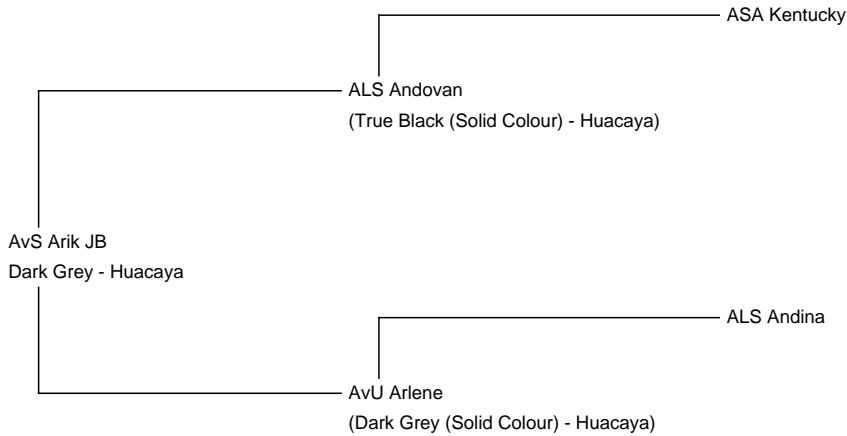 ASA Kentucky
ALS Andovan
(True Black (Solid Colour) - Huacaya)
AvS Arik JB
Dark Grey - Huacaya
ALS Andina
AvU Arlene
(Dark Grey (Solid Colour) - Huacaya)